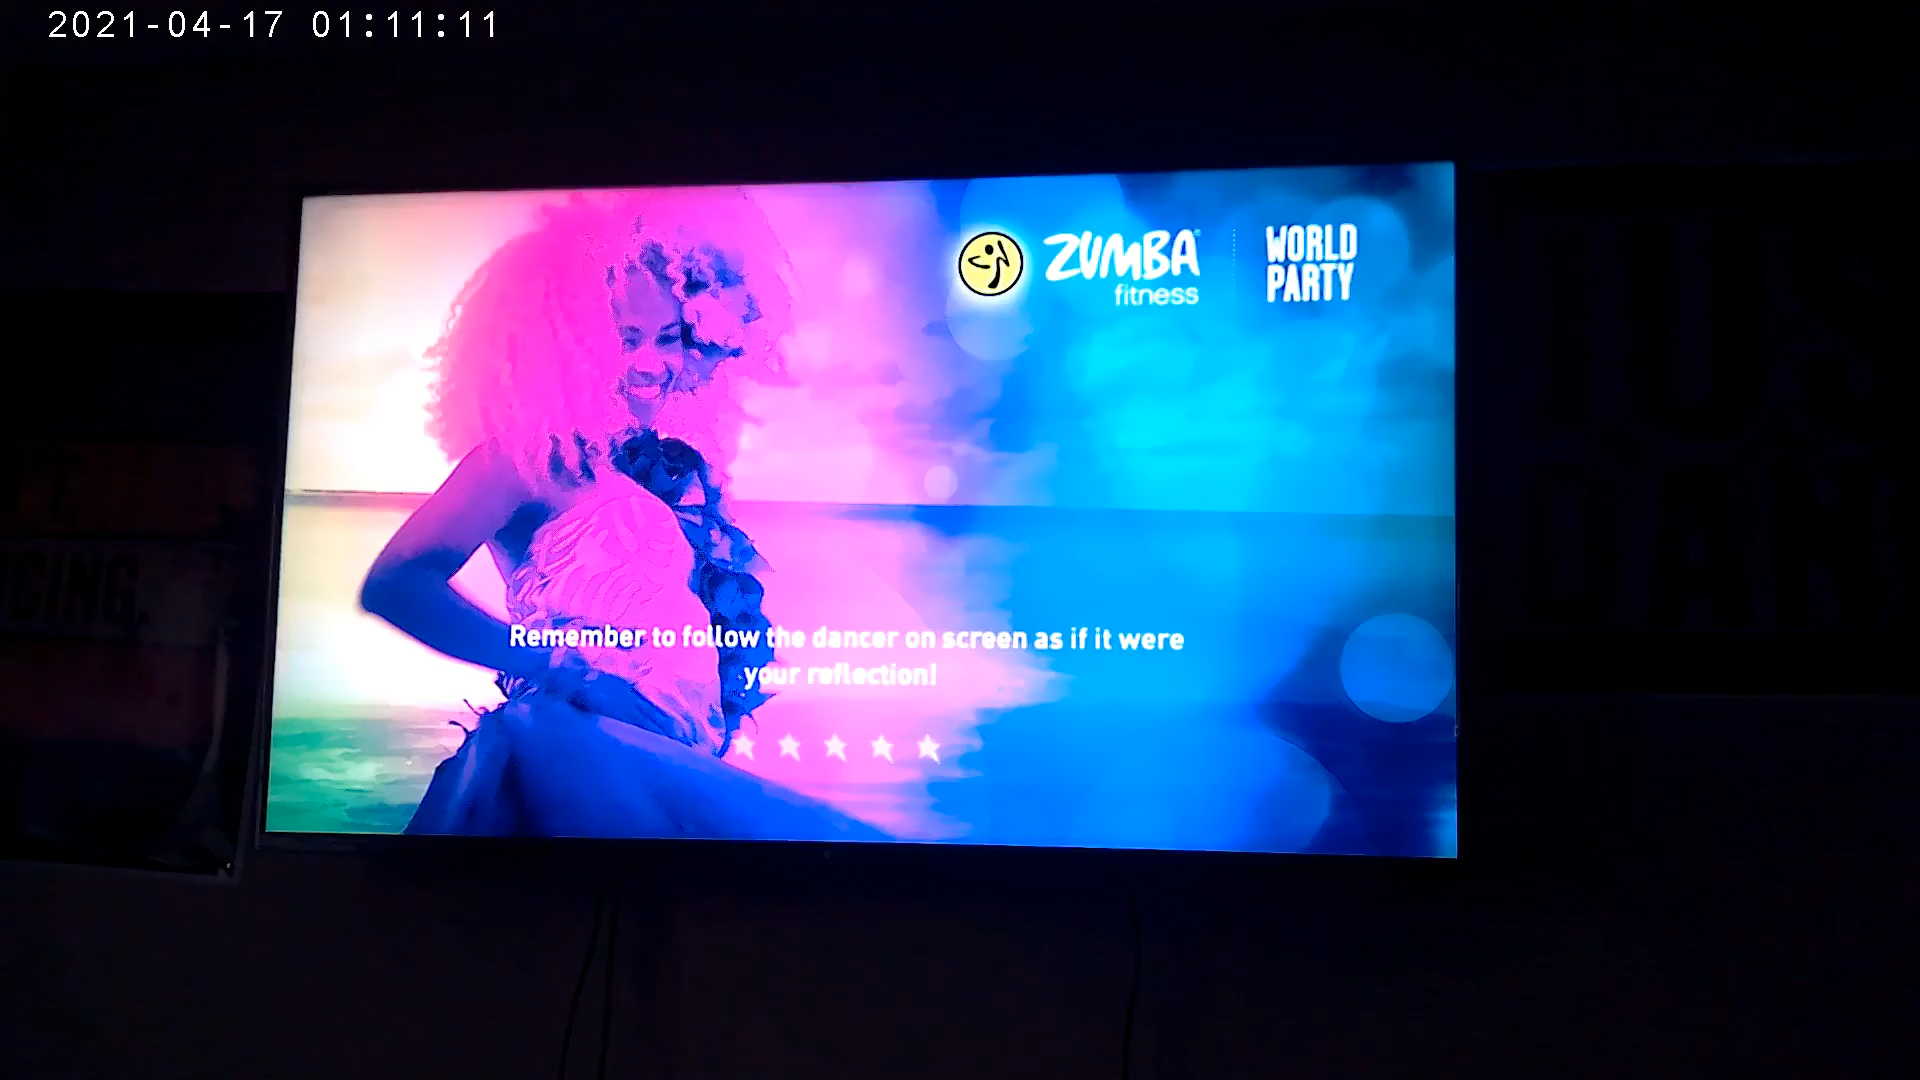 2021-04-17 01:11:11
ZUMBA
fitness
WORLD
PARTY
Remember to follow the dancer on screen as if it were
your reflection!
CING.